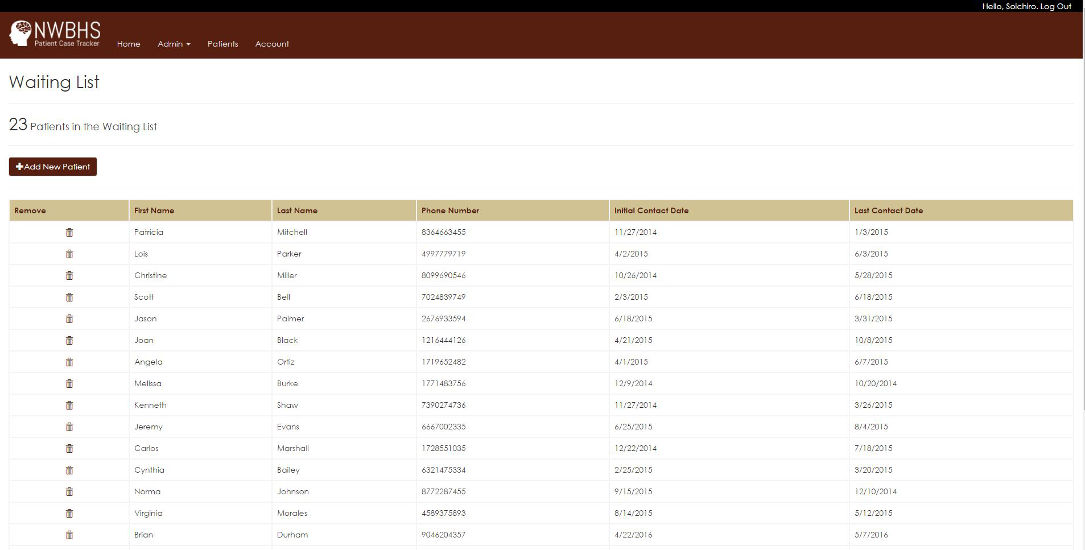 Hello, Soichiro. Log Out
NWBHS
Patient Case Tracker
Home Admin Patients Account
Waiting List
23 Patients in the Waiting List
Add New Patient
Remove First Name Last Name Phone Number Initial Contact Date Last Contact Date
Patricia Mitchell 8364663455 11/27/2014 1/3/2015
Lois Parker 4997779719 4/2/2015 6/3/2015
Christine Miller 8099690546 10/26/2014 5/28/2015
Scott Bell 7024839749 2/3/2015 6/18/2015
Jason Palmer 2676933594 6/18/2015 3/31/2015
Joan Black 1216444126 4/21/2015 10/8/2015
Angela Ortiz 1719652482 4/1/2015 6/7/2015
Melissa Burke 1771483756 12/9/2014 10/20/2014
Kenneth Shaw 7390274736 11/27/2014 3/26/2015
Jeremy Evans 6667002335 6/25/2015 8/4/2015
Carlos Marshall 1728551035 12/22/2014 7/18/2015
Cynthia Bailey 6321475334 2/25/2015 3/20/2015
Norma Johnson 8772287455 9/15/2015 12/10/2014
Virginia Morales 4589375893 8/14/2015 5/12/2015
Brian Durham 9046204357 4/22/2016 5/7/2016